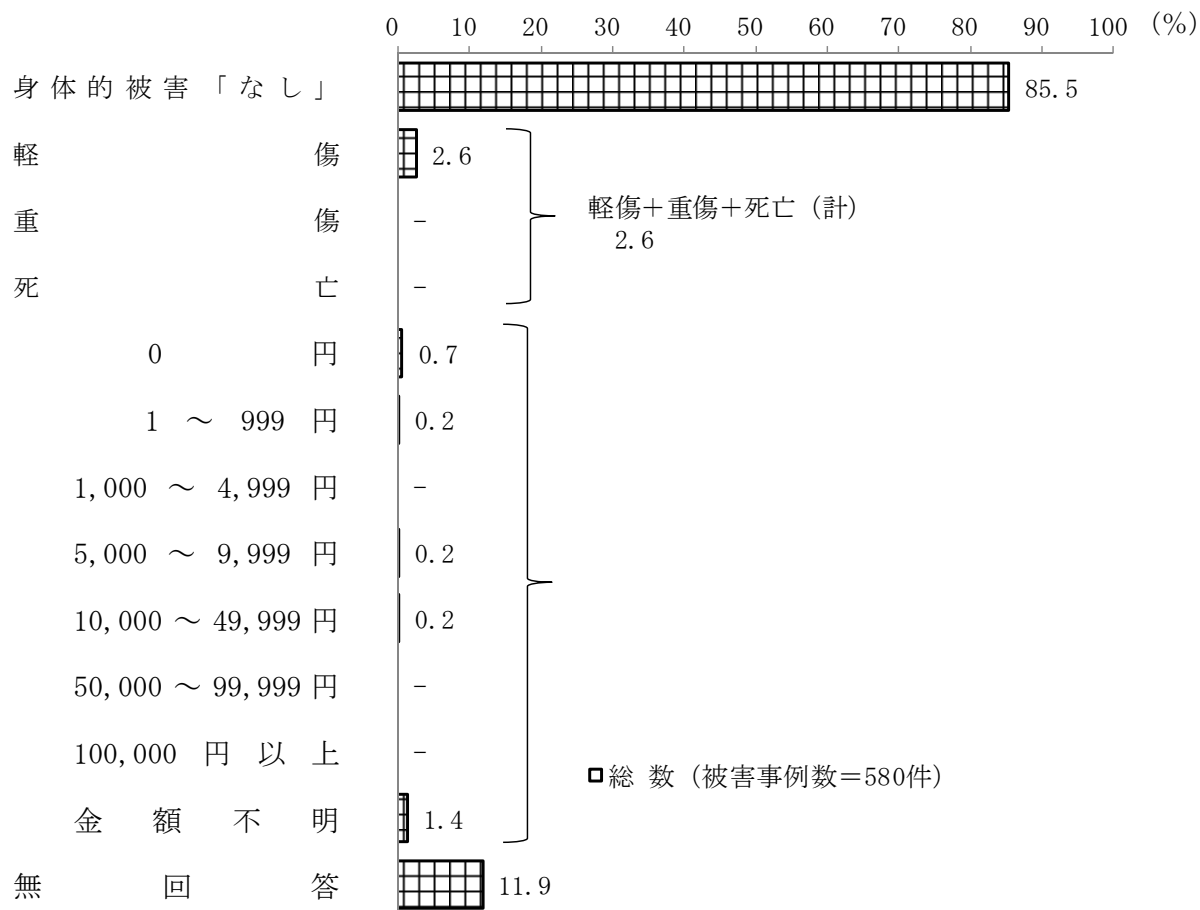 0 10 20 30 40 50 60 70 80 90 100 (%)
身体的被害「なし」 85.5
軽傷 2.6
重傷 -
軽傷＋重傷＋死亡（計）
2.6
死亡 -
0円 0.7
1 ～ 999 円 0.2
1,000 ～ 4,999 円 -
5,000 ～ 9,999 円 0.2
10,000 ～ 49,999 円 0.2
50,000 ～ 99,999 円 -
100,000 円以上 -
総数（被害事例数＝580件）
金額不明 1.4
無回答 11.9